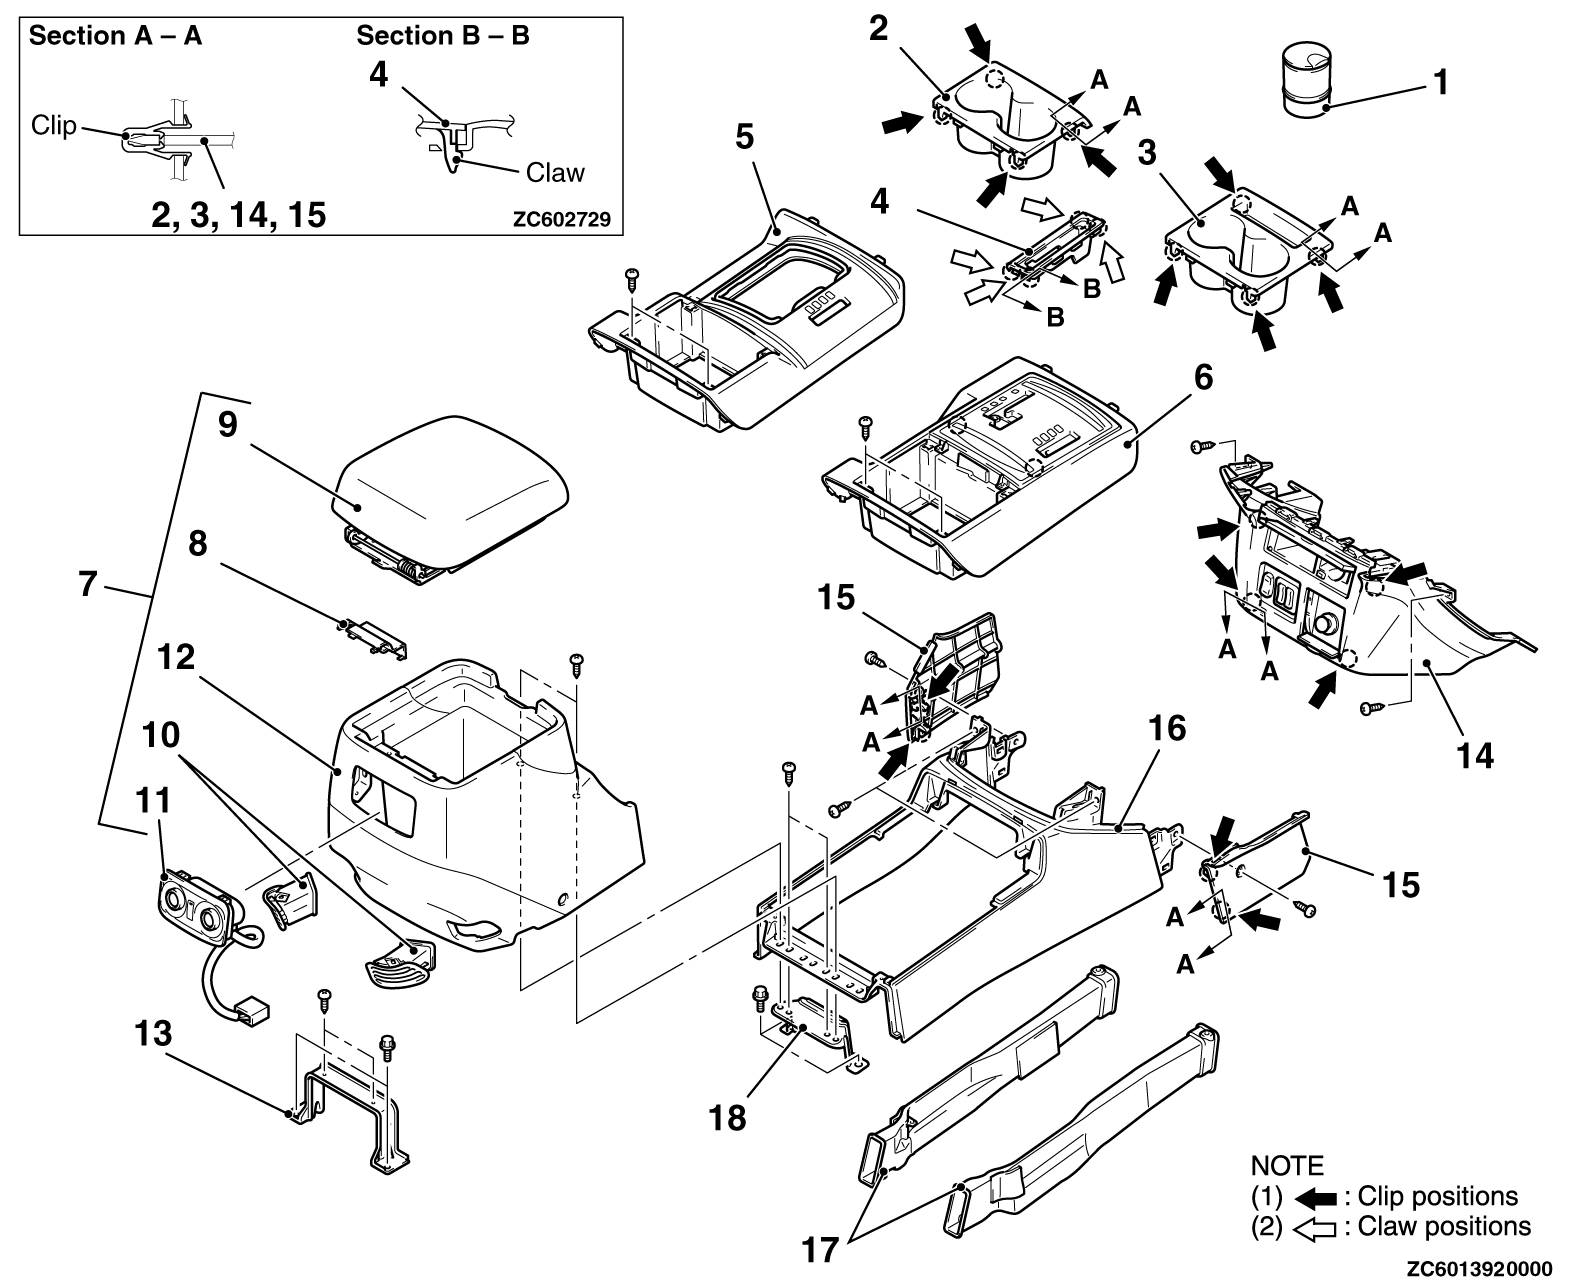 Section A – A
Section B – B
4
Clip
Claw
2, 3, 14, 15
ZC602729
2
A
A
1
5
3
4
A
A
B
B
6
9
8
7
15
12
A
A
A
A
10
16
14
11
15
A
A
13
18
17
NOTE
(1) : Clip positions
(2) : Claw positions
ZC6013920000